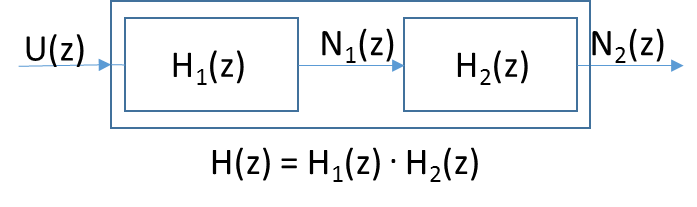 U(z)
H₁(z)
N₁(z)
H₂(z)
N₂(z)
H(z) = H₁(z) · H₂(z)